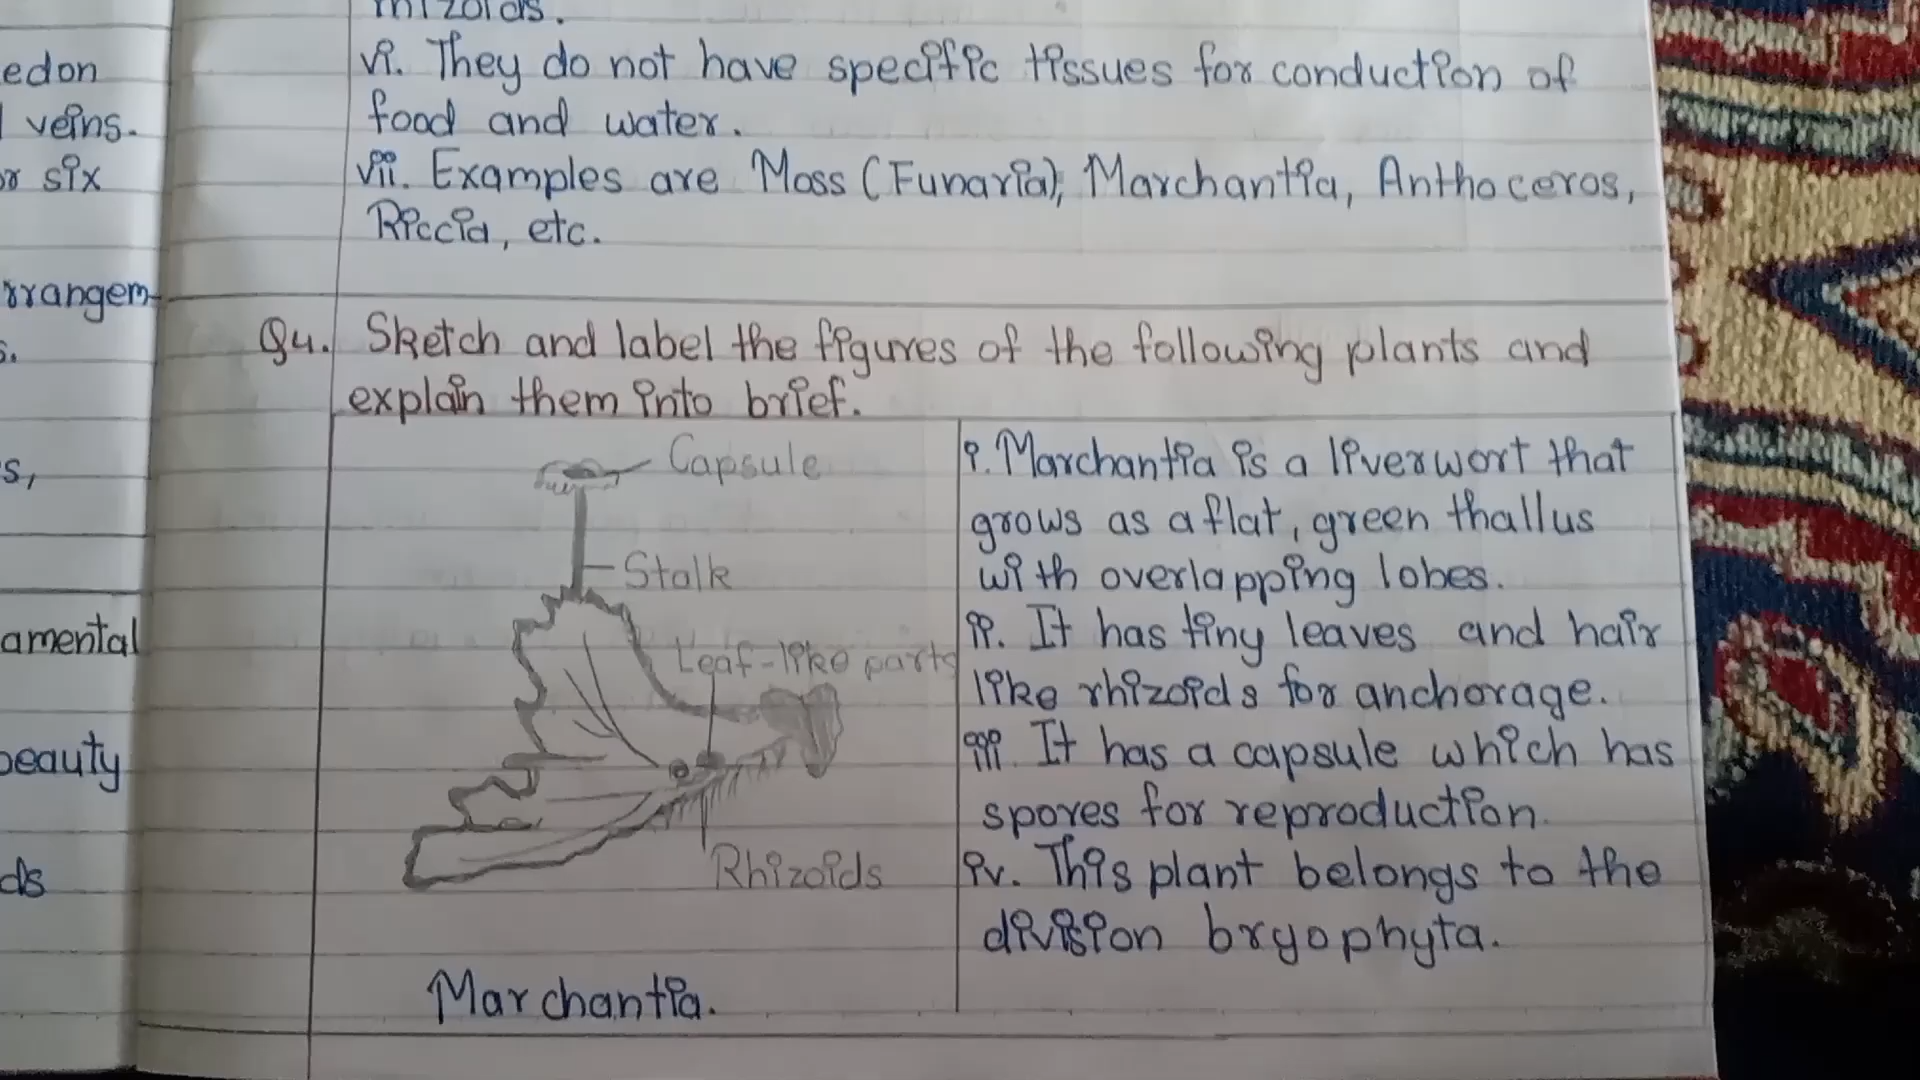 rhizoids.
vi. They do not have specific tissues for conduction of
food and water.
vii. Examples are Moss (Funaria), Marchantia, Anthoceros,
Riccia, etc.
Q4. Sketch and label the figures of the following plants and
explain them into brief.
Capsule
Stalk
Leaf-like parts
Rhizoids
Marchantia.
i. Marchantia is a liverwort that
grows as a flat, green thallus
with overlapping lobes.
ii. It has tiny leaves and hair
like rhizoids for anchorage.
iii. It has a capsule which has
spores for reproduction.
iv. This plant belongs to the
division bryophyta.
edon
veins.
or six
rrangem-
s.
s,
amental
beauty
ds